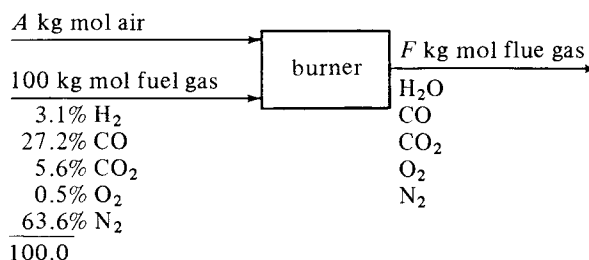 A kg mol air
100 kg mol fuel gas
3.1% H₂
27.2% CO
5.6% CO₂
0.5% O₂
63.6% N₂
100.0
burner
F kg mol flue gas
H₂O
CO
CO₂
O₂
N₂